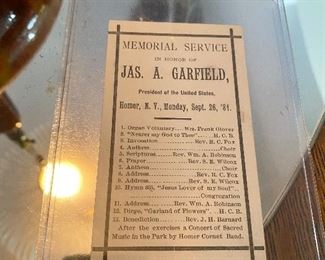 MEMORIAL SERVICE
IN HONOR OF
JAS. A. GARFIELD,
President of the United States,
Homer, N. Y., Monday, Sept. 26, '81.
1. Organ Voluntary.... Wm. Frank Glover
2. "Nearer my God to Thee"...... H. C. B.
3. Invocation........ Rev. R. C. Fox
4. Anthem.............. Choir
5. Scriptures.... Rev. Wm. A. Robinson
6. Prayer........ Rev. S. E. Wilcox
7. Anthem.............. Choir
8. Address........ Rev. R. C. Fox
9. Address........ Rev. S. E. Wilcox
10. Hymn "Jesus Lover of my Soul"...
Congregation
11. Address..... Rev. Wm. A. Robinson
12. Dirge, "Garland of Flowers".. H. C. B.
13. Benediction...... Rev. J. H. Barnard
After the exercises a Concert of Sacred
Music in the Park by Homer Cornet Band.